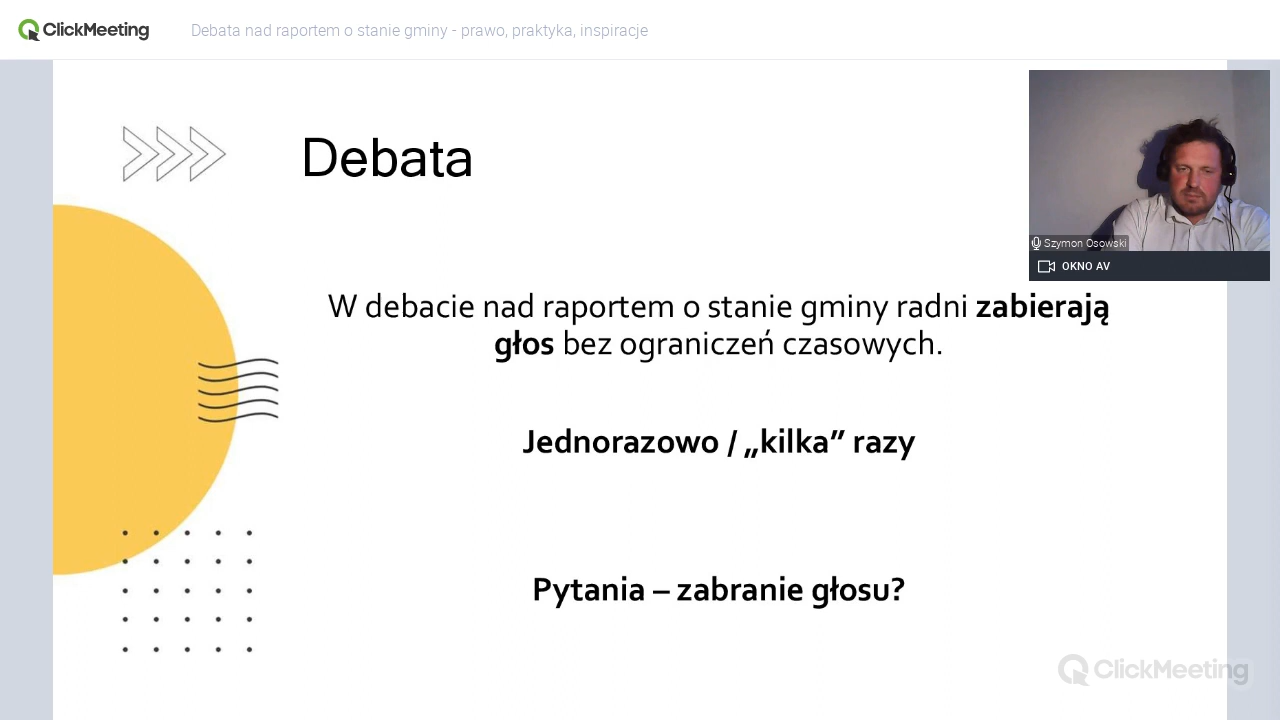 ClickMeeting
Debata nad raportem o stanie gminy - prawo, praktyka, inspiracje
Debata
Szymon Osowski
OKNO AV
W debacie nad raportem o stanie gminy radni zabierają
głos bez ograniczeń czasowych.
Jednorazowo / „kilka” razy
Pytania – zabranie głosu?
ClickMeeting